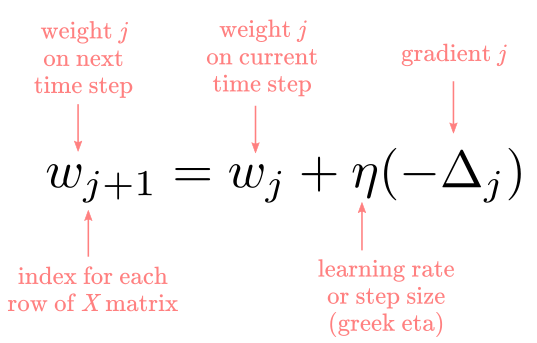 weight j
on next
time step
weight j
on current
time step
gradient j
w_{j+1} = w_j + η(−Δ_j)
index for each
row of X matrix
learning rate
or step size
(greek eta)